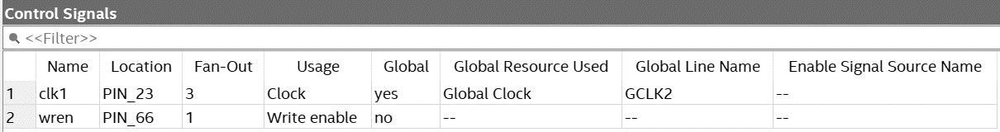 Control Signals
<<Filter>>
Name Location Fan-Out Usage Global Global Resource Used Global Line Name Enable Signal Source Name
1 clk1 PIN_23 3 Clock yes Global Clock GCLK2 --
2 wren PIN_66 1 Write enable no -- -- --